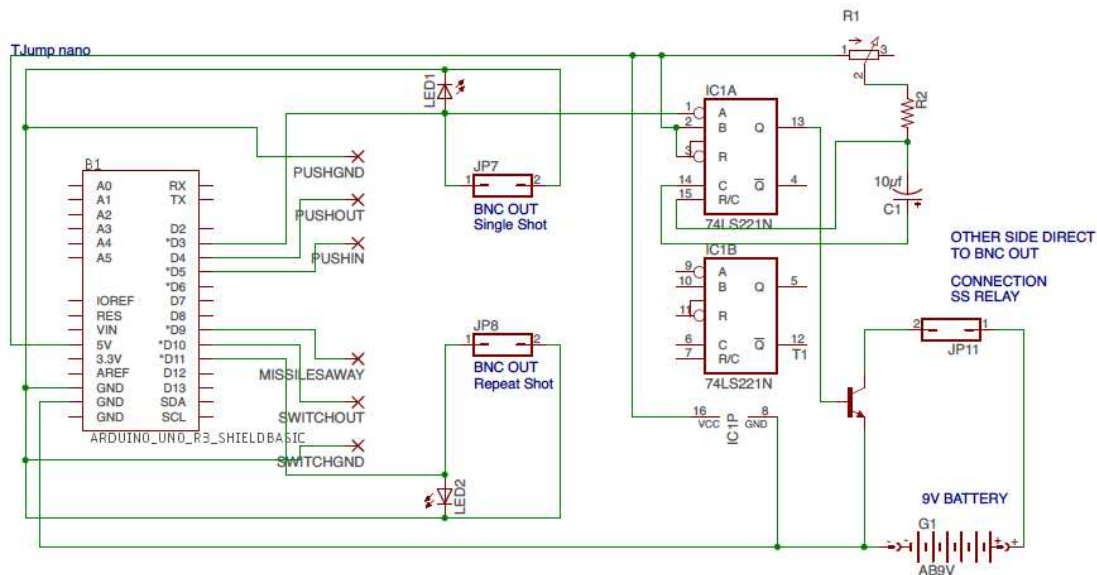 R1
1
3
2
TJump nano
LED1
IC1A
1
A
2
B
Q
13
3
R
14
C
Q
4
15
R/C
74LS221N
R2
10µf
C1
+
B1
A0
RX
A1
TX
A2
A3
D2
A4
*D3
A5
D4
*D5
*D6
IOREF
D7
RES
D8
VIN
*D9
5V
*D10
3.3V
*D11
AREF
D12
GND
D13
GND
SDA
GND
SCL
ARDUINO_UNO_R3_SHIELDBASIC
PUSHGND
PUSHOUT
PUSHIN
MISSILESAWAY
SWITCHOUT
SWITCHGND
JP7
1
2
BNC OUT
Single Shot
JP8
1
2
BNC OUT
Repeat Shot
LED2
IC1B
9
A
10
B
Q
5
11
R
6
C
Q
12
7
R/C
T1
74LS221N
16
VCC
IC1P
8
GND
OTHER SIDE DIRECT
TO BNC OUT
CONNECTION
SS RELAY
2
1
JP11
9V BATTERY
G1
-
-
+
+
AB9V